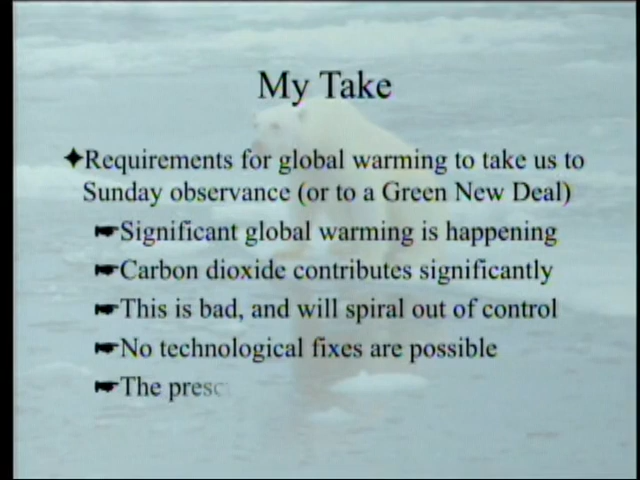 My Take
Requirements for global warming to take us to
Sunday observance (or to a Green New Deal)
Significant global warming is happening
Carbon dioxide contributes significantly
This is bad, and will spiral out of control
No technological fixes are possible
The presc